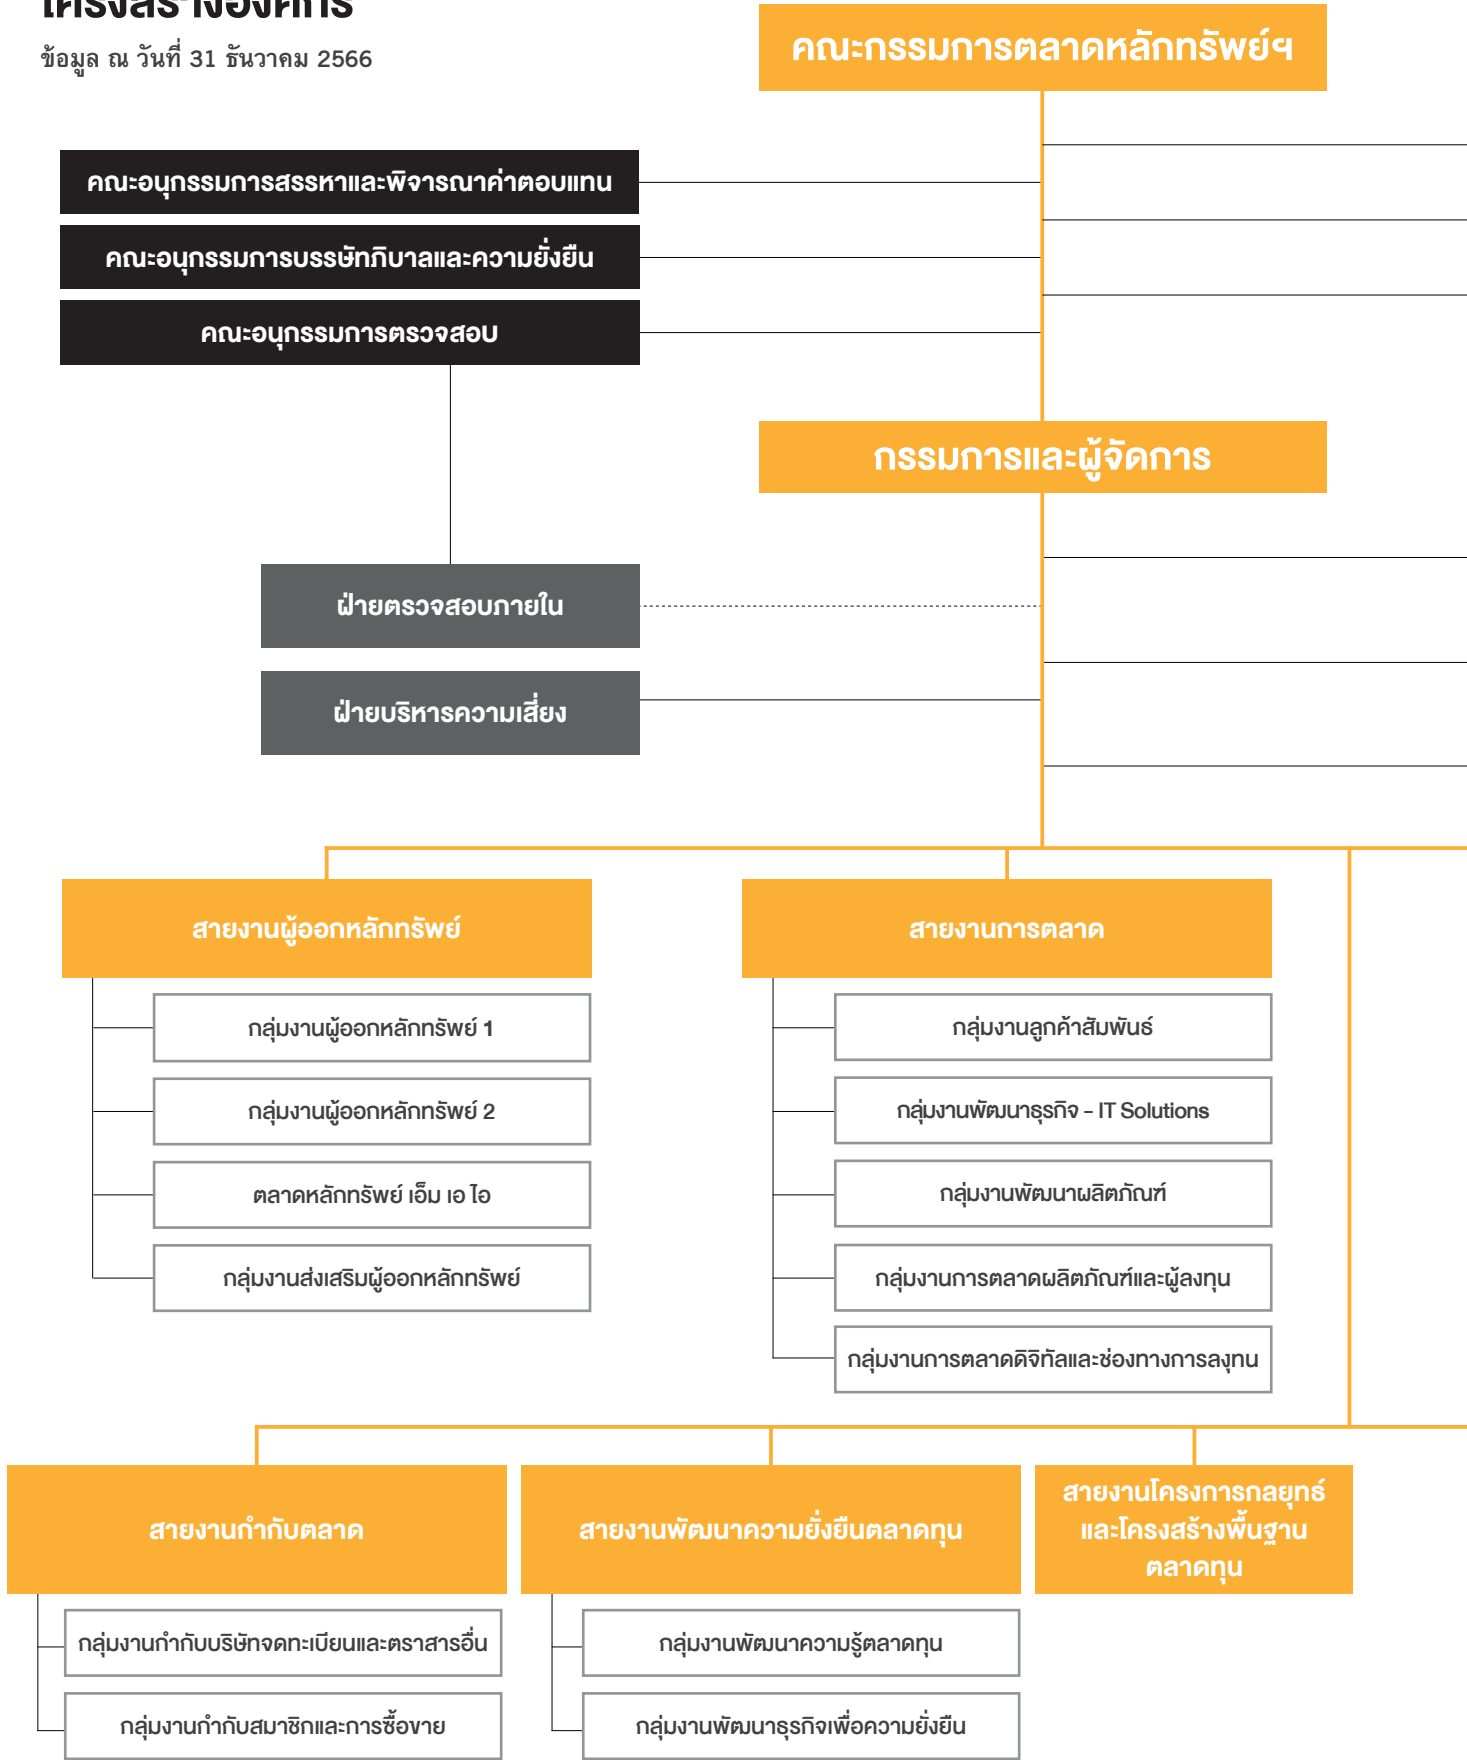 โครงสร้างองค์การ
ข้อมูล ณ วันที่ 31 ธันวาคม 2566
คณะกรรมการตลาดหลักทรัพย์ฯ
คณะอนุกรรมการสรรหาและพิจารณาค่าตอบแทน
คณะอนุกรรมการบรรษัทภิบาลและความยั่งยืน
คณะอนุกรรมการตรวจสอบ
กรรมการและผู้จัดการ
ฝ่ายตรวจสอบภายใน
ฝ่ายบริหารความเสี่ยง
สายงานผู้ออกหลักทรัพย์
กลุ่มงานผู้ออกหลักทรัพย์ 1
กลุ่มงานผู้ออกหลักทรัพย์ 2
ตลาดหลักทรัพย์ เอ็ม เอ ไอ
กลุ่มงานส่งเสริมผู้ออกหลักทรัพย์
สายงานการตลาด
กลุ่มงานลูกค้าสัมพันธ์
กลุ่มงานพัฒนาธุรกิจ - IT Solutions
กลุ่มงานพัฒนาผลิตภัณฑ์
กลุ่มงานการตลาดผลิตภัณฑ์และผู้ลงทุน
กลุ่มงานการตลาดดิจิทัลและช่องทางการลงทุน
สายงานกำกับตลาด
กลุ่มงานกำกับบริษัทจดทะเบียนและตราสารอื่น
กลุ่มงานกำกับสมาชิกและการซื้อขาย
สายงานพัฒนาความยั่งยืนตลาดทุน
กลุ่มงานพัฒนาความรู้ตลาดทุน
กลุ่มงานพัฒนาธุรกิจเพื่อความยั่งยืน
สายงานโครงการกลยุทธ์
และโครงสร้างพื้นฐาน
ตลาดทุน